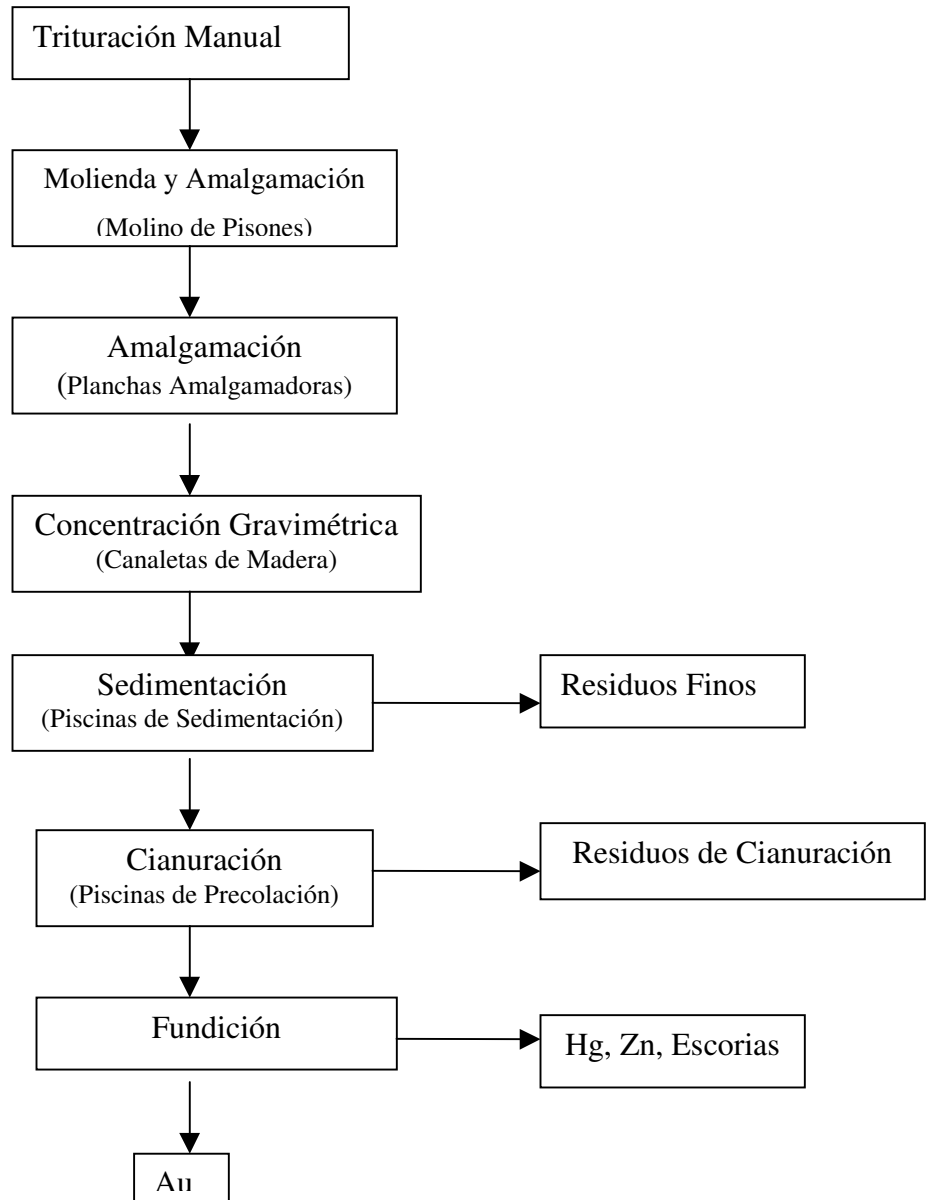 Trituración Manual
Molienda y Amalgamación
(Molino de Pisones)
Amalgamación
(Planchas Amalgamadoras)
Concentración Gravimétrica
(Canaletas de Madera)
Sedimentación
(Piscinas de Sedimentación)
Residuos Finos
Cianuración
(Piscinas de Precolación)
Residuos de Cianuración
Fundición
Hg, Zn, Escorias
Au